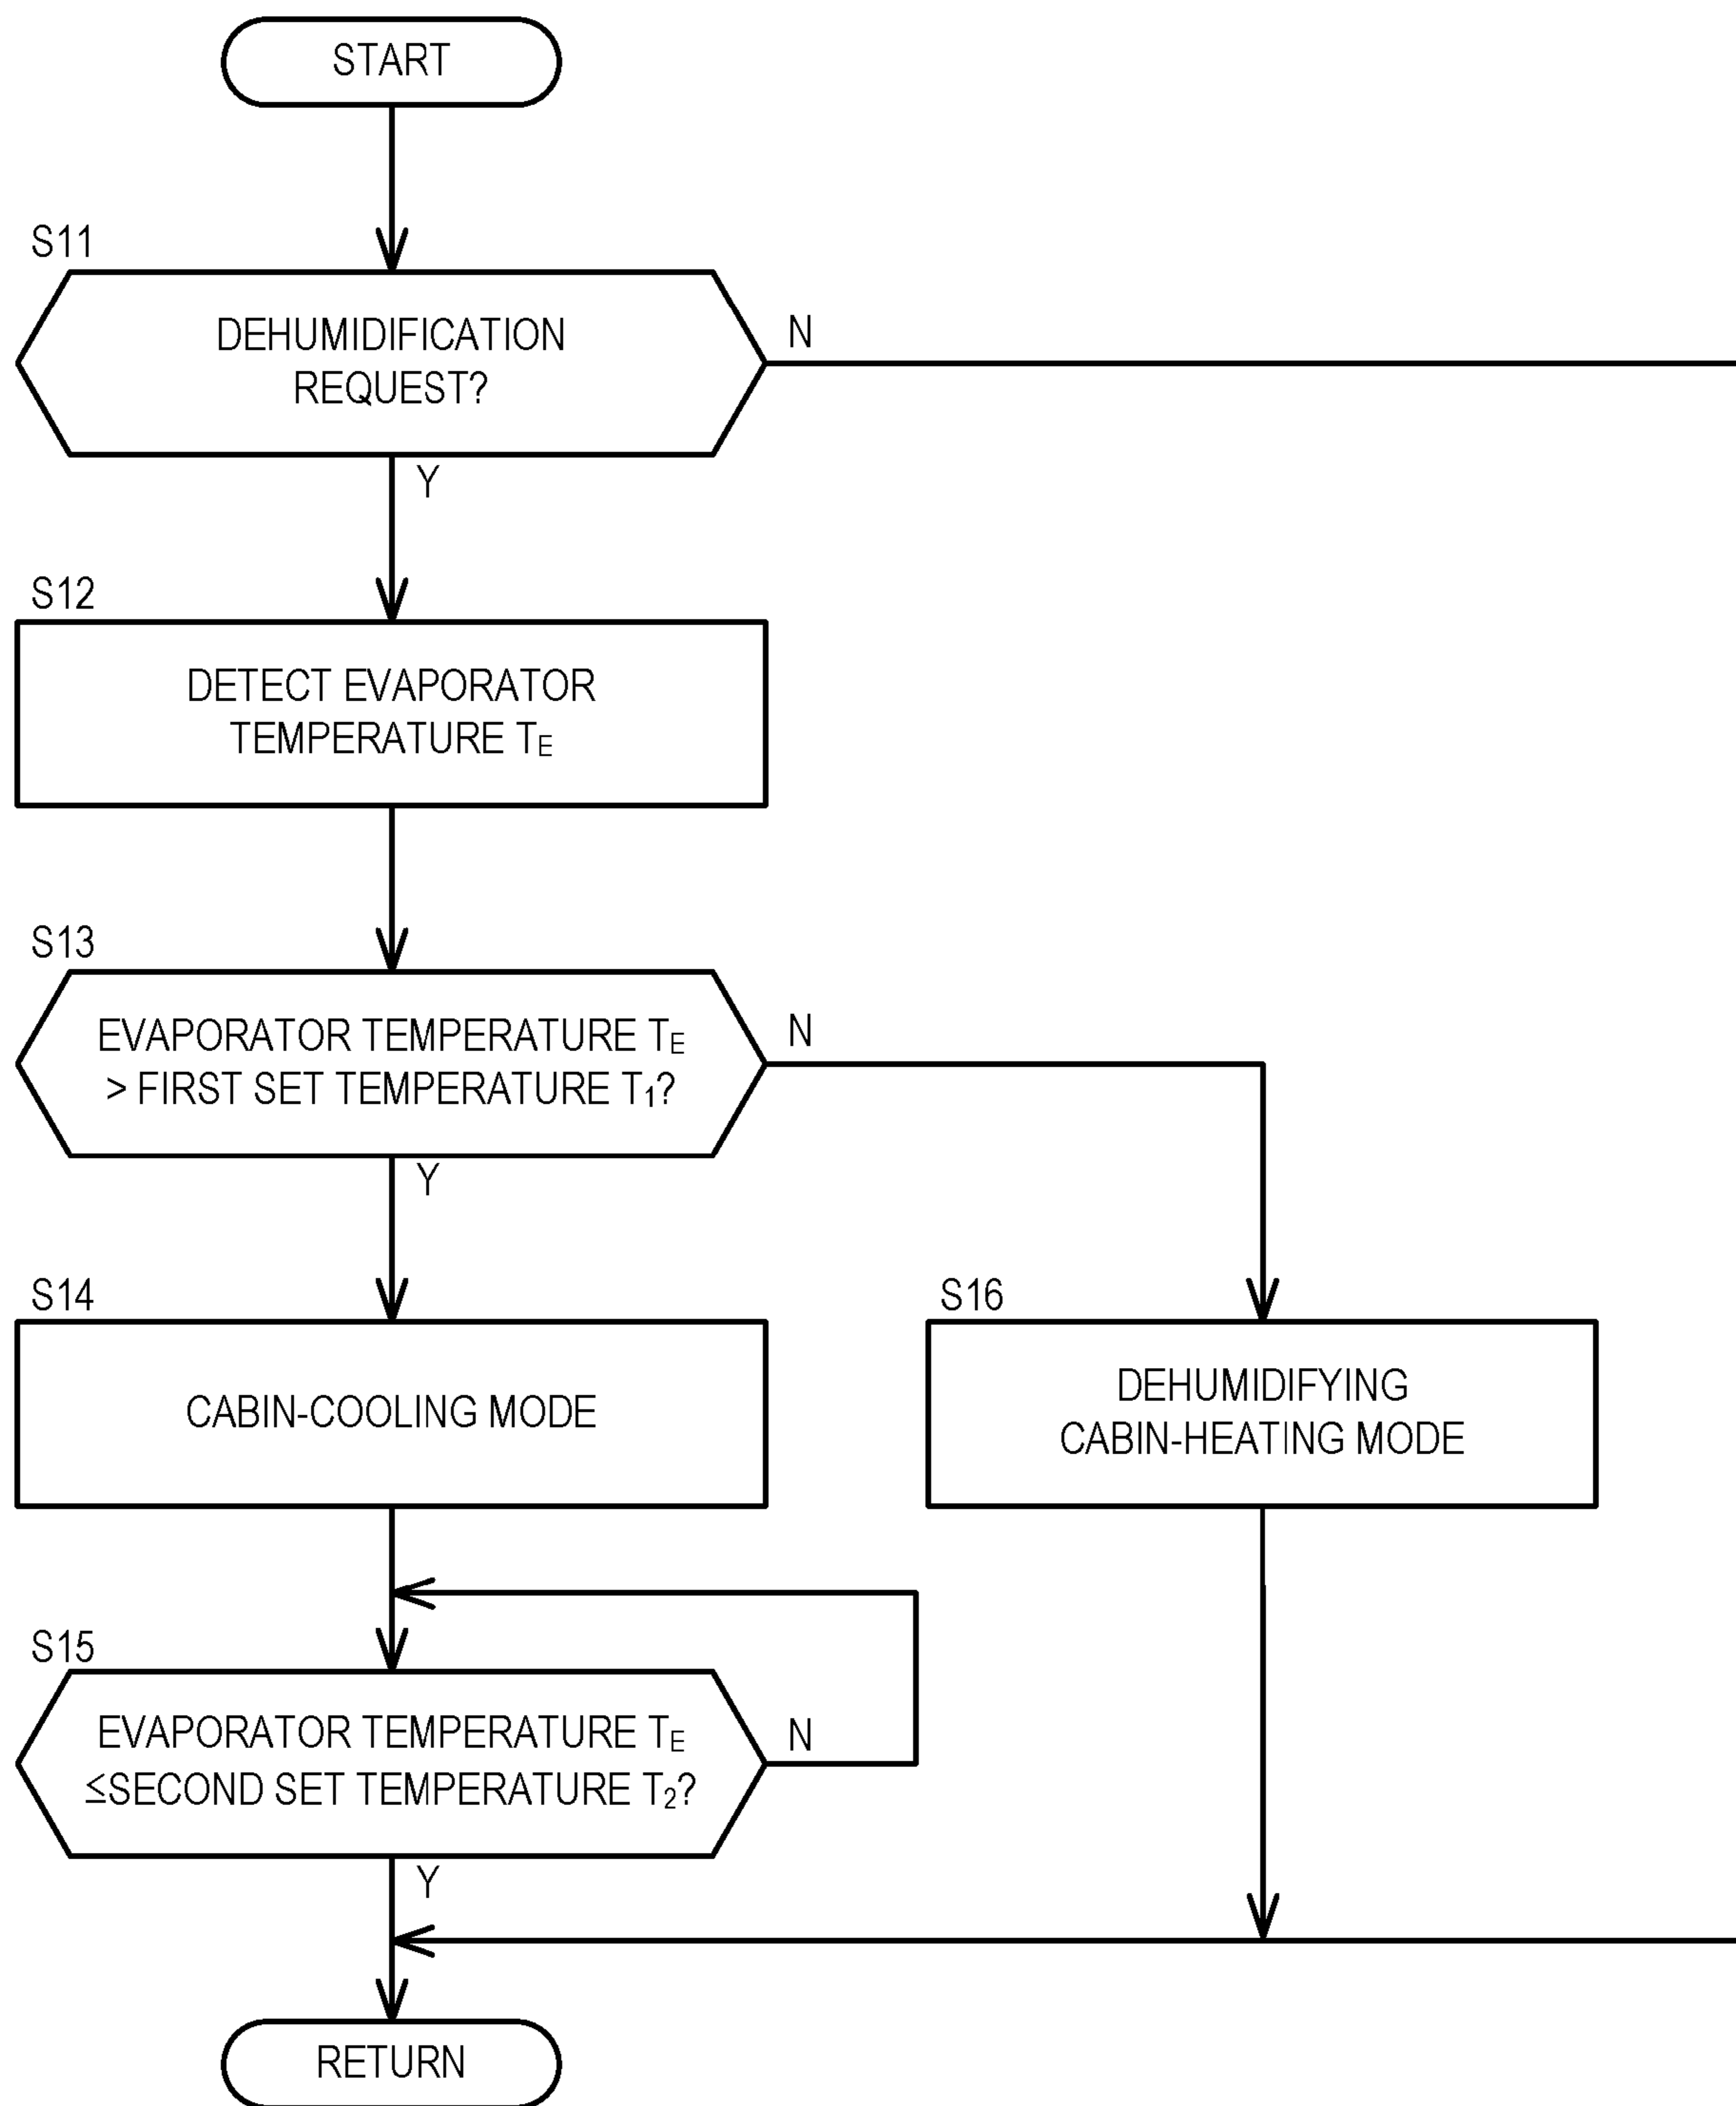 START
S11
DEHUMIDIFICATION
REQUEST?
N
Y
S12
DETECT EVAPORATOR
TEMPERATURE TE
S13
EVAPORATOR TEMPERATURE TE
> FIRST SET TEMPERATURE T1?
N
Y
S14
CABIN-COOLING MODE
S16
DEHUMIDIFYING
CABIN-HEATING MODE
S15
EVAPORATOR TEMPERATURE TE
≤SECOND SET TEMPERATURE T2?
N
Y
RETURN